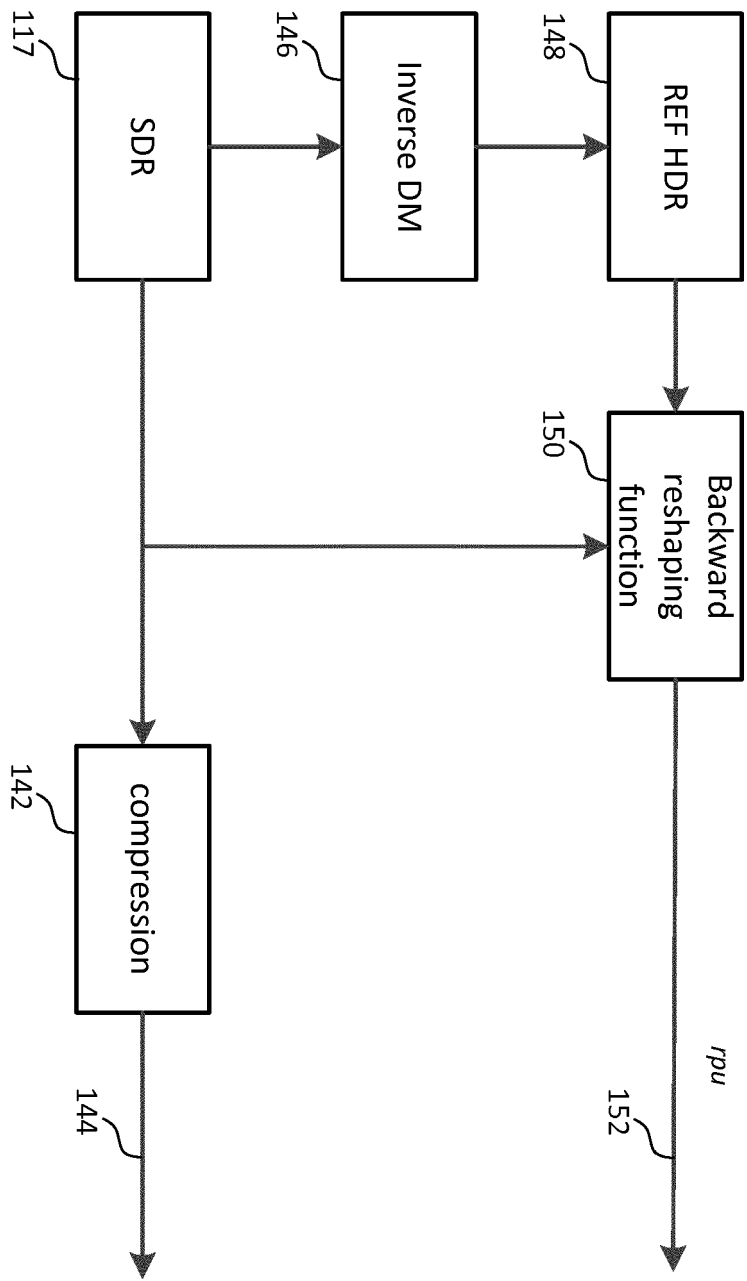 REF HDR
148
Backward
reshaping
function
150
rpu
152
Inverse DM
146
SDR
117
compression
142
144